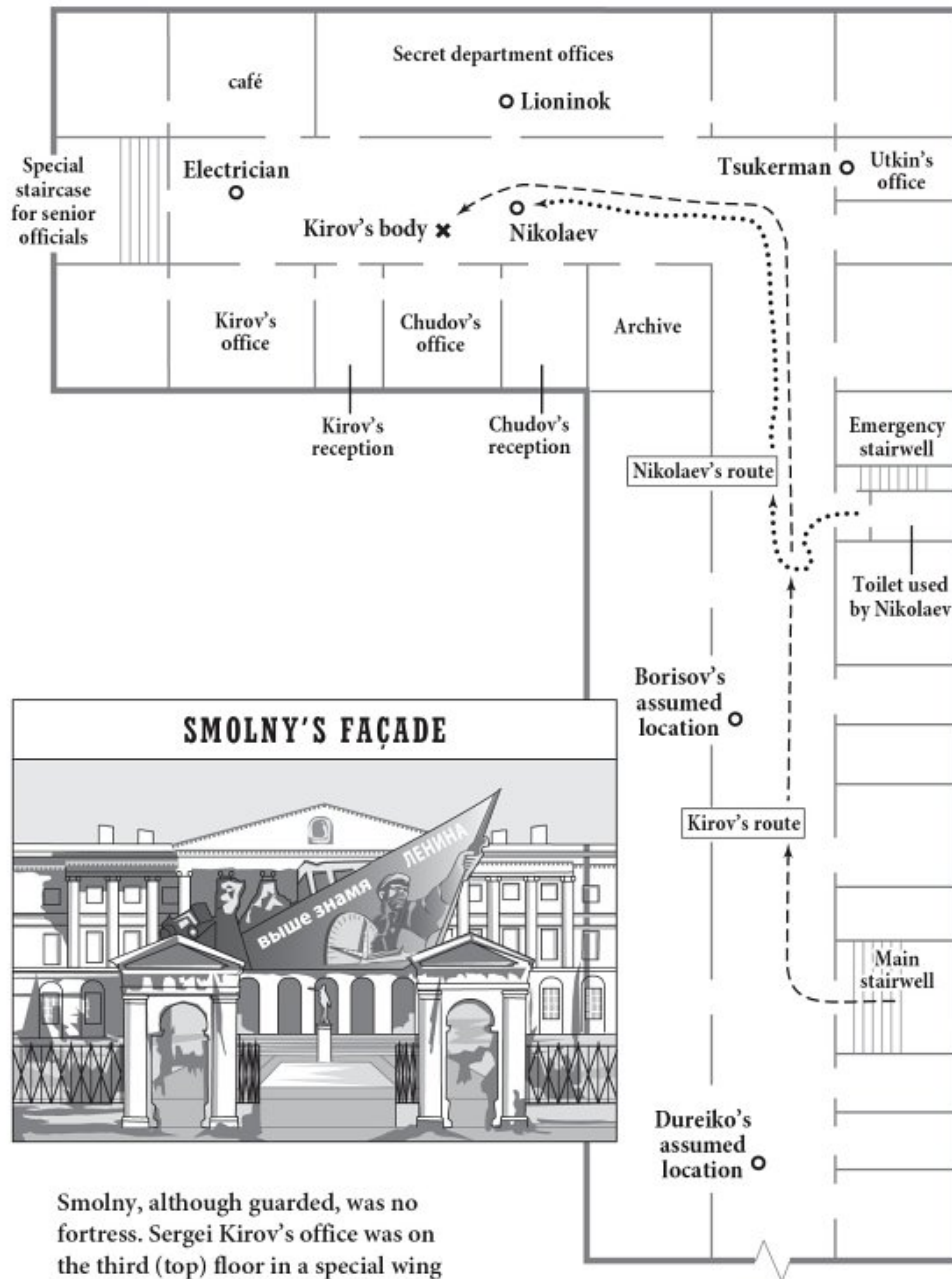 café
Secret department offices
Lioninok
Special
staircase
for senior
officials
Electrician
Tsukerman
Utkin's
office
Kirov's body
Nikolaev
Kirov's
office
Chudov's
office
Archive
Kirov's
reception
Chudov's
reception
Emergency
stairwell
Nikolaev's route
Toilet used
by Nikolaev
Borisov's
assumed
location
Kirov's route
Main
stairwell
Dureiko's
assumed
location
SMOLNY'S FAÇADE
выше знамя
ЛЕНИНА
Smolny, although guarded, was no
fortress. Sergei Kirov's office was on
the third (top) floor in a special wing